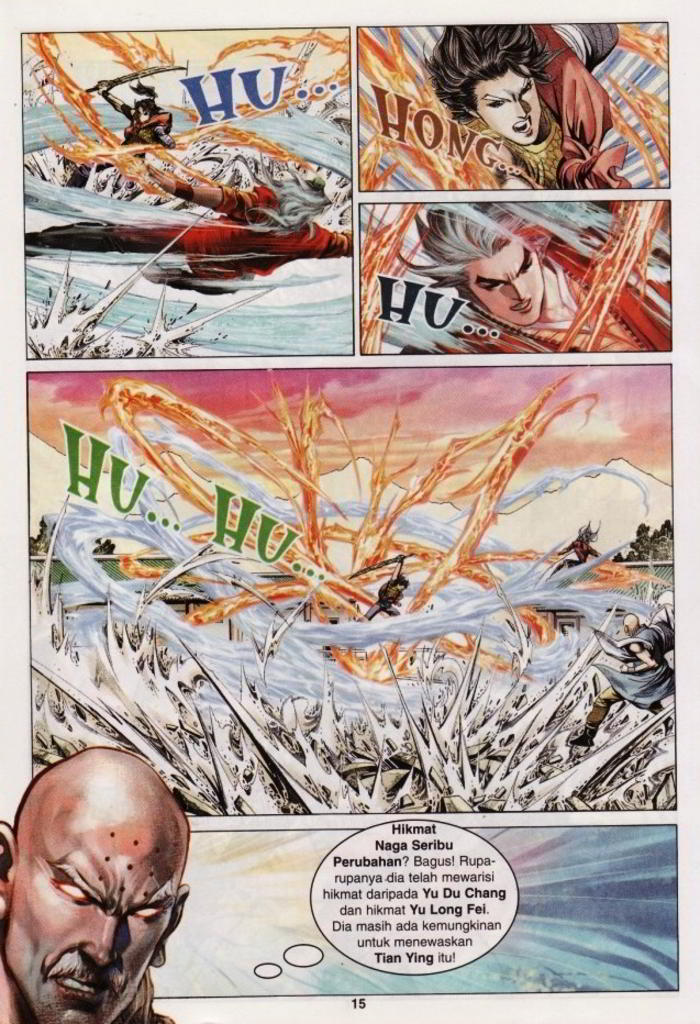 HU...
HONG...
HU...
HU... HU...
Hikmat
Naga Seribu
Perubahan? Bagus! Rupa-
rupanya dia telah mewarisi
hikmat daripada Yu Du Chang
dan hikmat Yu Long Fei.
Dia masih ada kemungkinan
untuk menewaskan
Tian Ying itu!
15